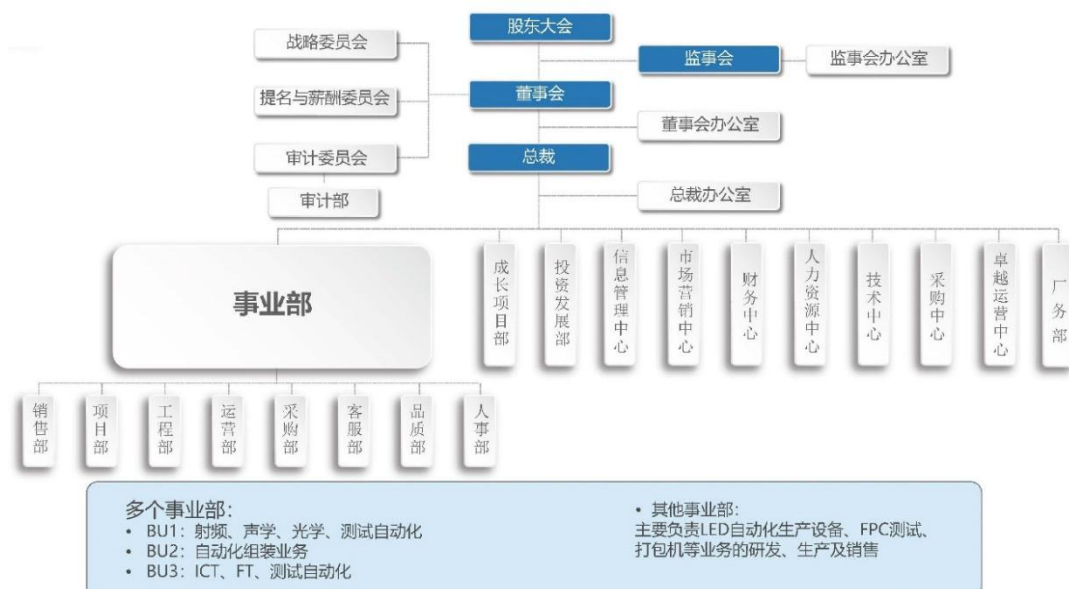 股东大会
战略委员会
监事会
监事会办公室
提名与薪酬委员会
董事会
董事会办公室
审计委员会
总裁
审计部
总裁办公室
事业部
成长项目部
投资发展部
信息管理中心
市场营销中心
财务中心
人力资源中心
技术中心
采购中心
卓越运营中心
厂务部
销售部
项目部
工程部
运营部
采购部
客服部
品质部
人事部
多个事业部：
• BU1：射频、声学、光学、测试自动化
• BU2：自动化组装业务
• BU3：ICT、FT、测试自动化
• 其他事业部：
主要负责LED自动化生产设备、FPC测试、
打包机等业务的研发、生产及销售